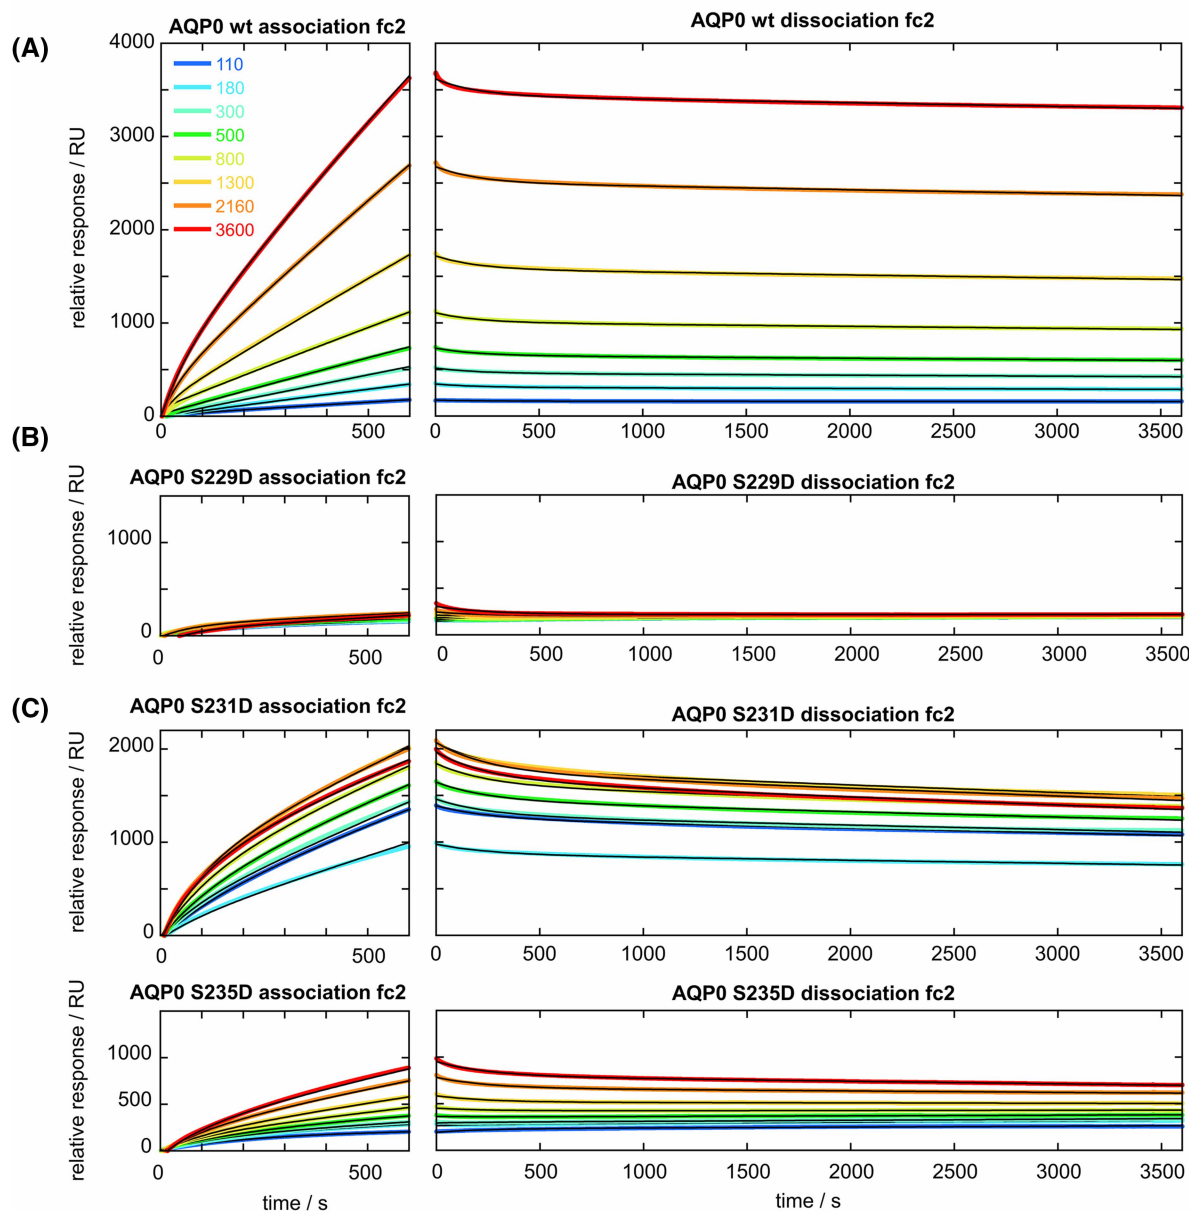 (A)
AQP0 wt association fc2
AQP0 wt dissociation fc2
relative response / RU
4000
3000
2000
1000
0
110
180
300
500
800
1300
2160
3600
0 500
0 500 1000 1500 2000 2500 3000 3500
(B)
AQP0 S229D association fc2
AQP0 S229D dissociation fc2
relative response / RU
1000
0
0 500
0 500 1000 1500 2000 2500 3000 3500
(C)
AQP0 S231D association fc2
AQP0 S231D dissociation fc2
relative response / RU
2000
1000
0
0 500
0 500 1000 1500 2000 2500 3000 3500
AQP0 S235D association fc2
AQP0 S235D dissociation fc2
relative response / RU
1000
500
0
0 500
0 500 1000 1500 2000 2500 3000 3500
time / s
time / s